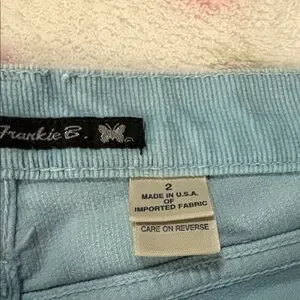 Frankie B.
2
MADE IN U.S.A.
OF
IMPORTED FABRIC
CARE ON REVERSE